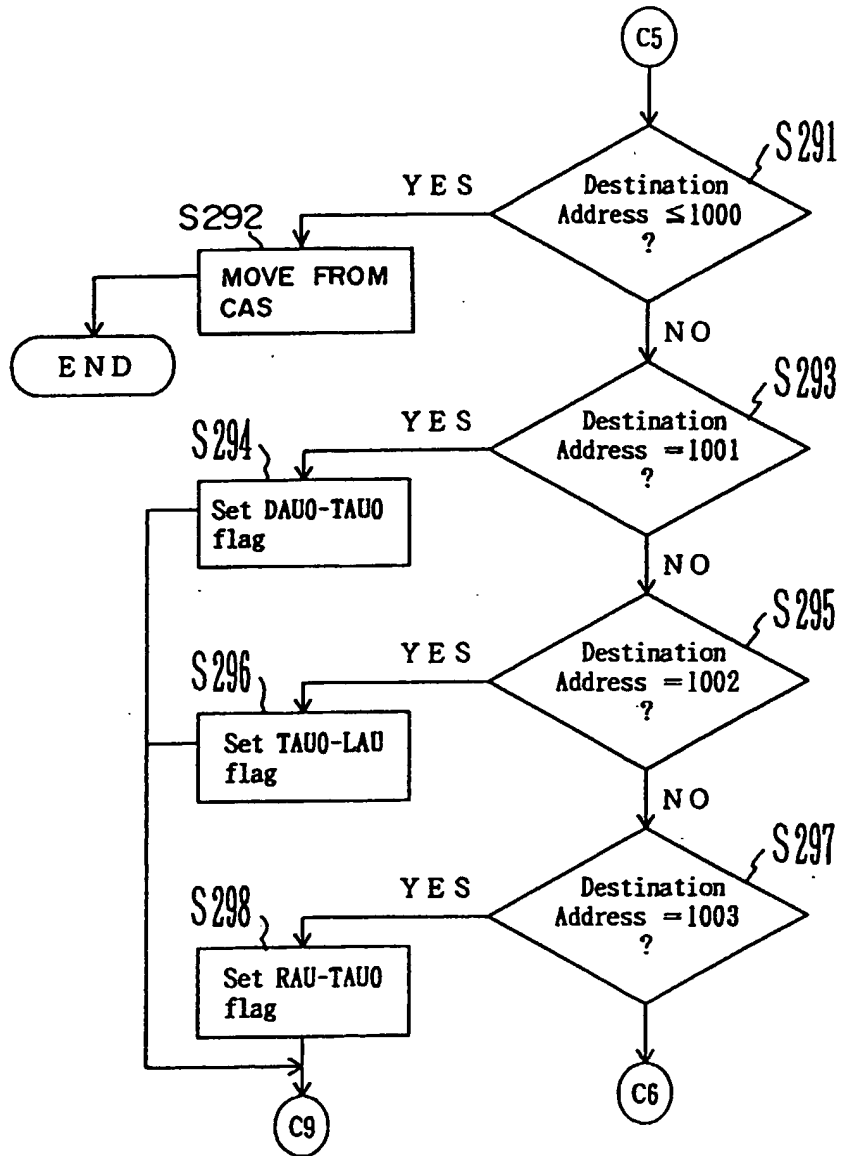 C5
S291
Destination
Address ≦1000
?
YES
S292
MOVE FROM
CAS
END
NO
S293
Destination
Address =1001
?
YES
S294
Set DAU0-TAU0
flag
NO
S295
Destination
Address =1002
?
YES
S296
Set TAU0-LAU
flag
NO
S297
Destination
Address =1003
?
YES
S298
Set RAU-TAU0
flag
C9
C6